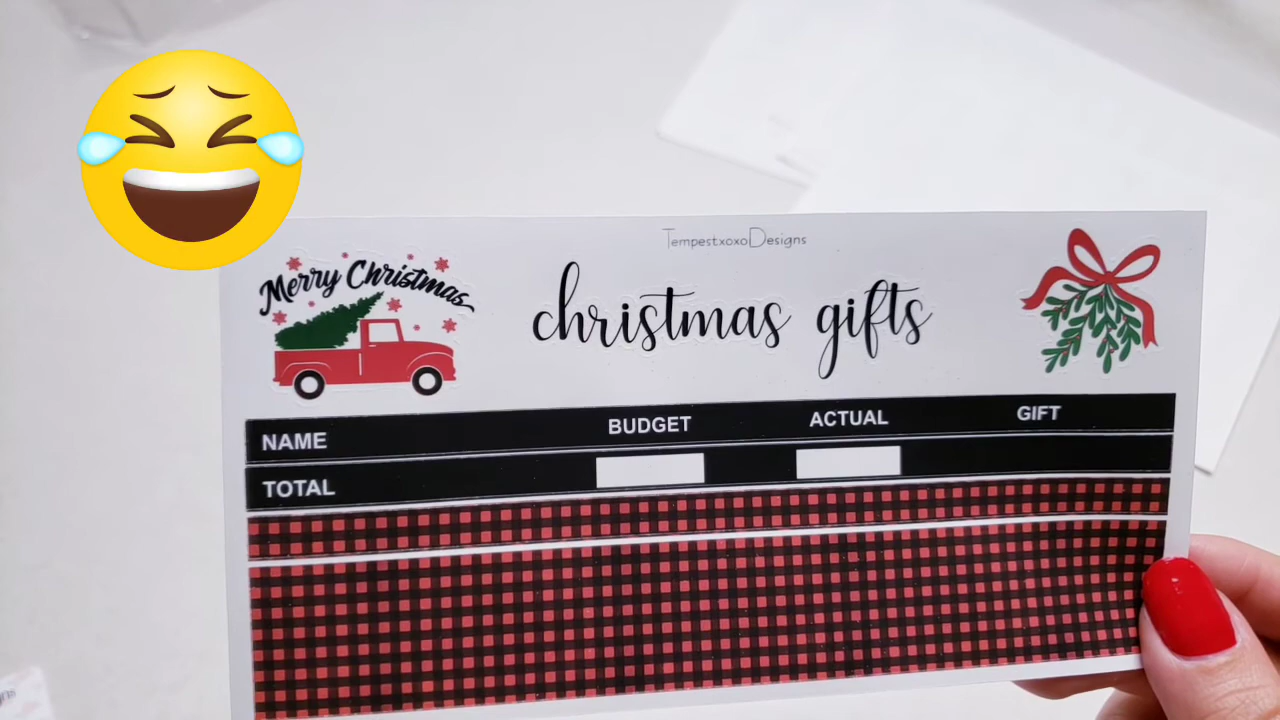 TempestxoxoDesigns
Merry Christmas
christmas gifts
NAME BUDGET ACTUAL GIFT
TOTAL